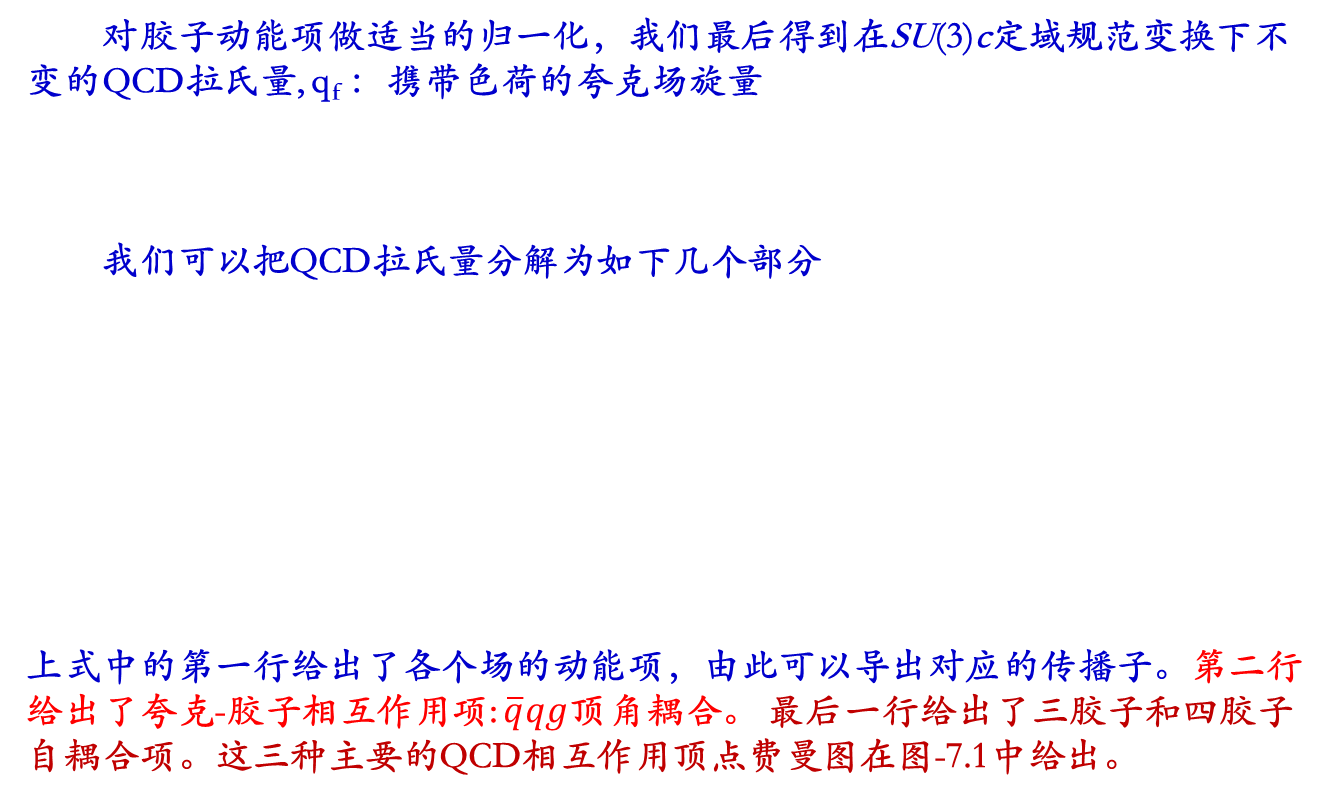 对胶子动能项做适当的归一化，我们最后得到在SU(3)c定域规范变换下不
变的QCD拉氏量,q_f： 携带色荷的夸克场旋量
我们可以把QCD拉氏量分解为如下几个部分
上式中的第一行给出了各个场的动能项，由此可以导出对应的传播子。第二行
给出了夸克-胶子相互作用项:q̄qg顶角耦合。最后一行给出了三胶子和四胶子
自耦合项。这三种主要的QCD相互作用顶点费曼图在图-7.1中给出。